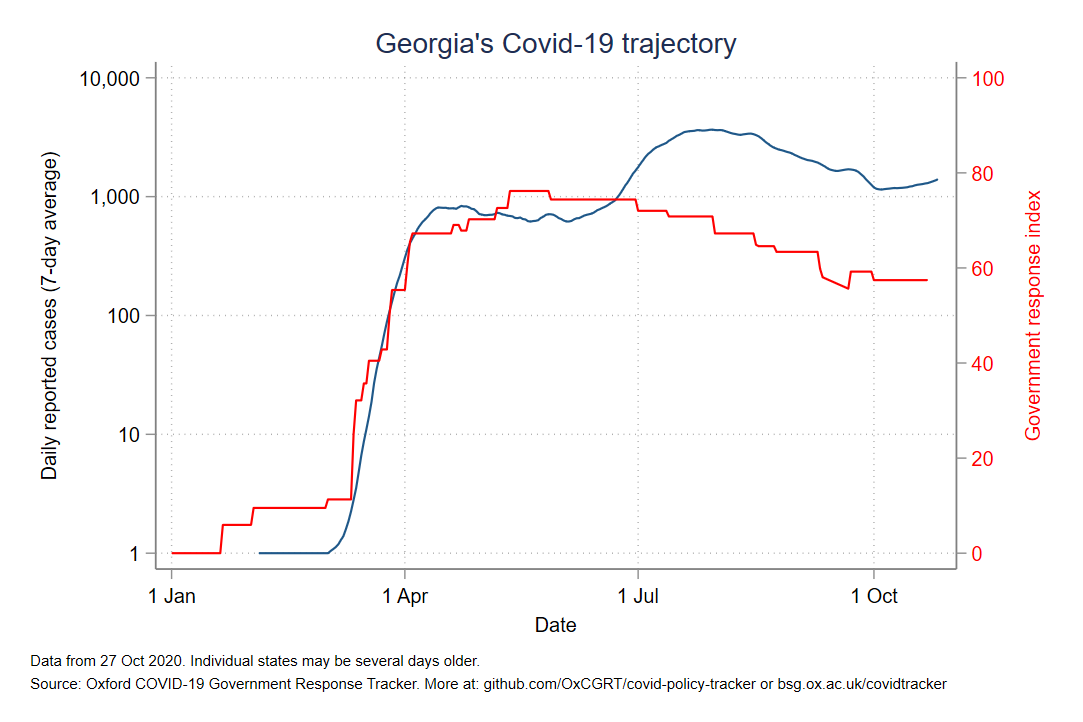 Georgia's Covid-19 trajectory
Daily reported cases (7-day average)
10,000
1,000
100
10
1
100
80
60
40
20
0
Government response index
1 Jan
1 Apr
1 Jul
1 Oct
Date
Data from 27 Oct 2020. Individual states may be several days older.
Source: Oxford COVID-19 Government Response Tracker. More at: github.com/OxCGRT/covid-policy-tracker or bsg.ox.ac.uk/covidtracker